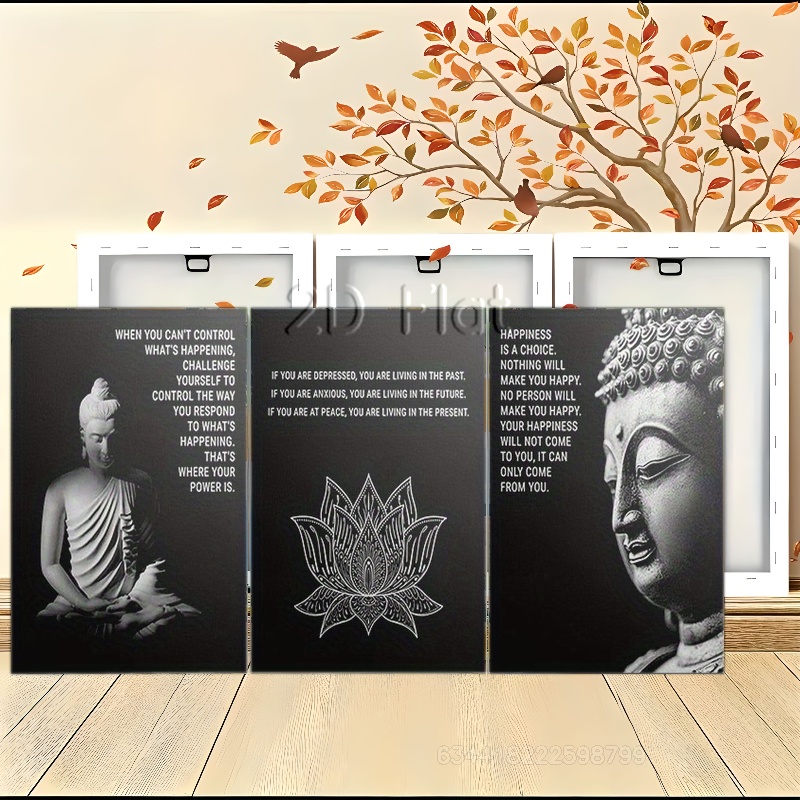 2D Flat
WHEN YOU CAN'T CONTROL
WHAT'S HAPPENING,
CHALLENGE
YOURSELF TO
CONTROL THE WAY
YOU RESPOND
TO WHAT'S
HAPPENING.
THAT'S
WHERE YOUR
POWER IS.
IF YOU ARE DEPRESSED, YOU ARE LIVING IN THE PAST.
IF YOU ARE ANXIOUS, YOU ARE LIVING IN THE FUTURE.
IF YOU ARE AT PEACE, YOU ARE LIVING IN THE PRESENT.
HAPPINESS
IS A CHOICE.
NOTHING WILL
MAKE YOU HAPPY.
NO PERSON WILL
MAKE YOU HAPPY.
YOUR HAPPINESS
WILL NOT COME
TO YOU, IT CAN
ONLY COME
FROM YOU.